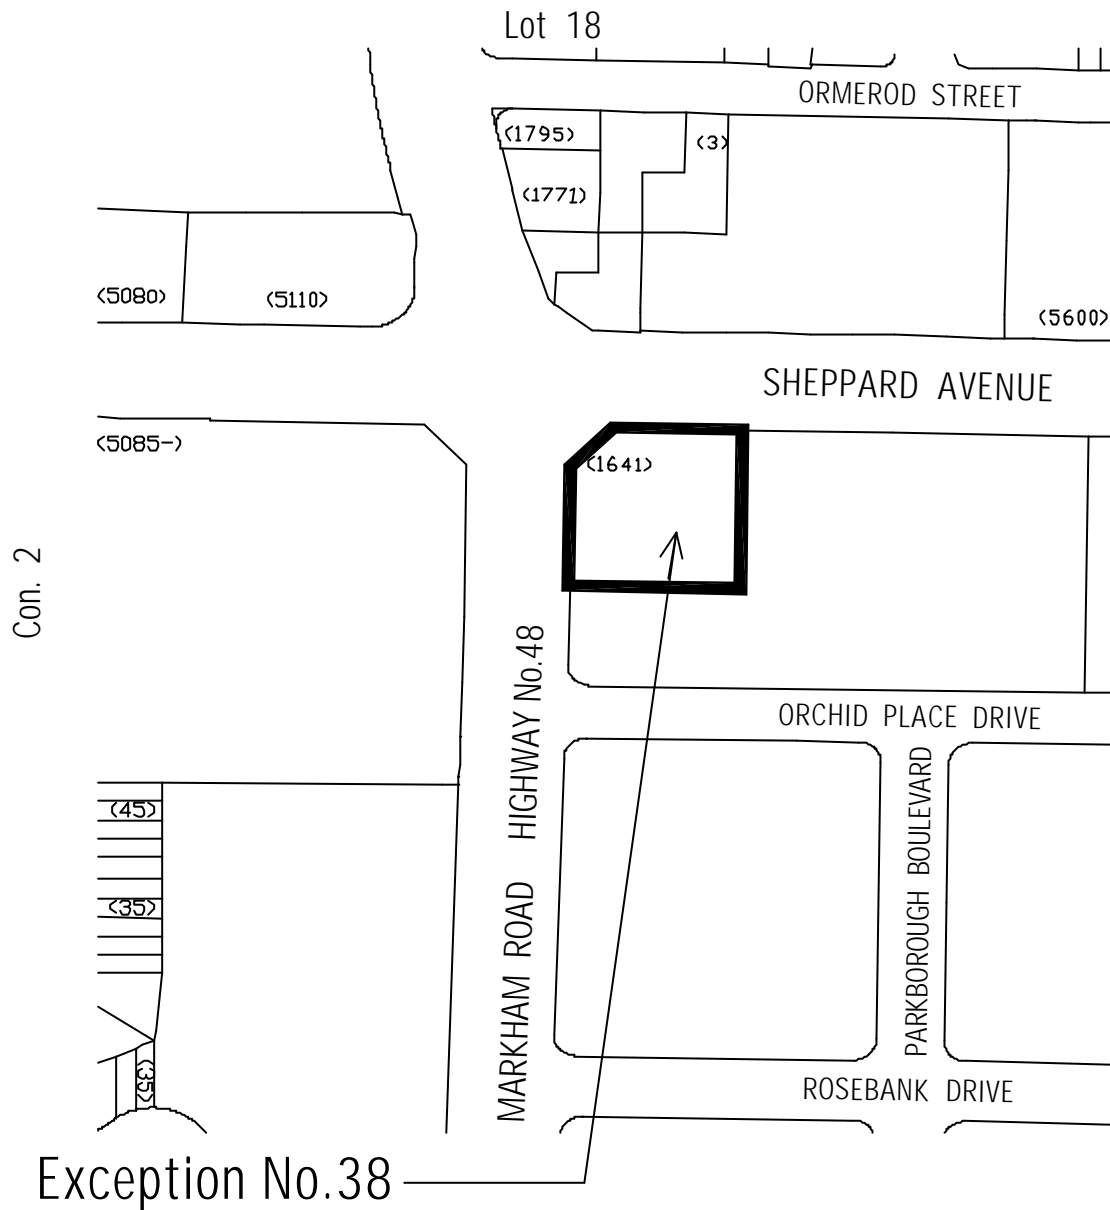 Lot 18
ORMEROD STREET
(1795)
(3)
(1771)
(5080)
(5110)
(5600)
SHEPPARD AVENUE
(5085-)
(1641)
Con. 2
HIGHWAY No.48
ORCHID PLACE DRIVE
(45)
PARKBOROUGH BOULEVARD
(35)
MARKHAM ROAD
(35)
ROSEBANK DRIVE
Exception No.38